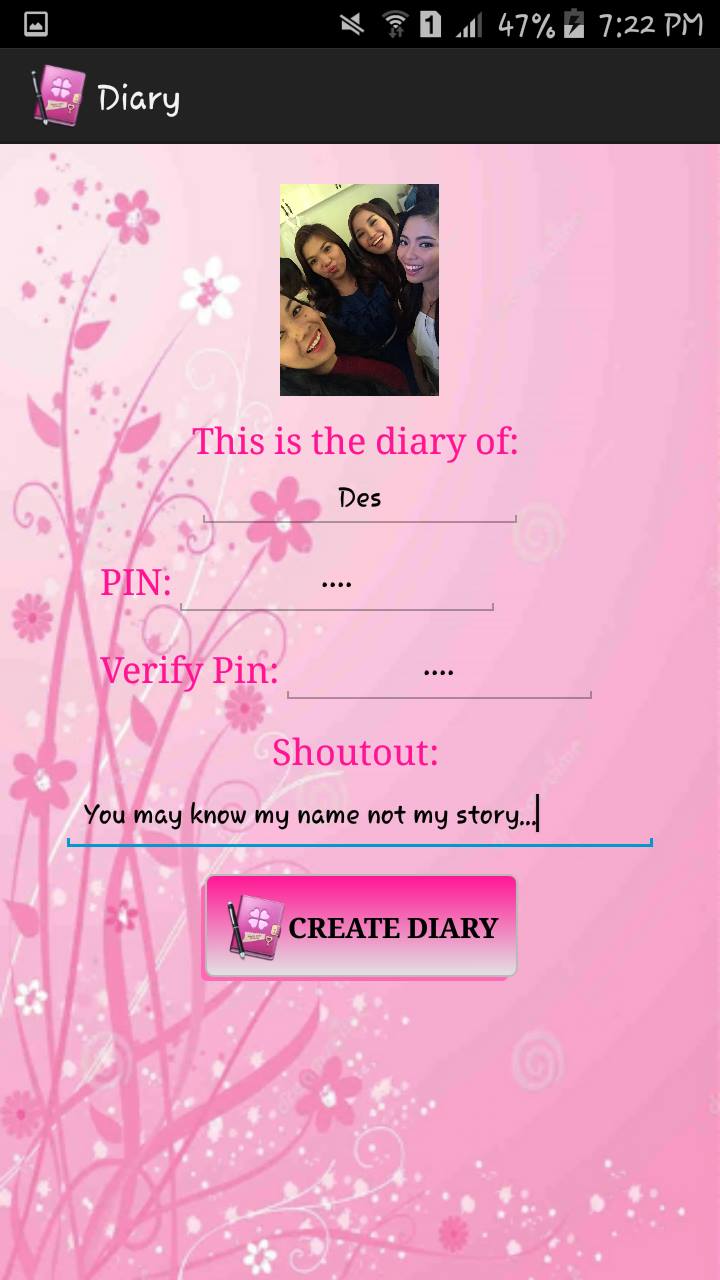 1 47% 7:22 PM
Diary
This is the diary of:
Des
PIN: ....
Verify Pin: ....
Shoutout:
You may know my name not my story...
CREATE DIARY